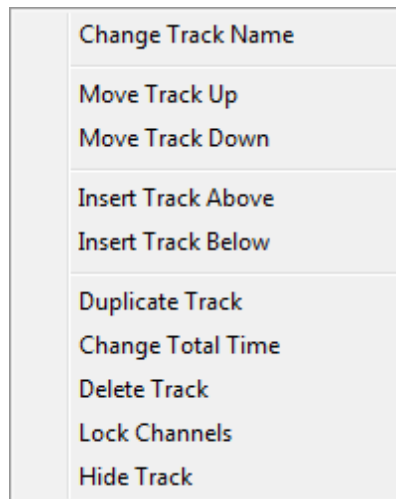 Change Track Name
Move Track Up
Move Track Down
Insert Track Above
Insert Track Below
Duplicate Track
Change Total Time
Delete Track
Lock Channels
Hide Track